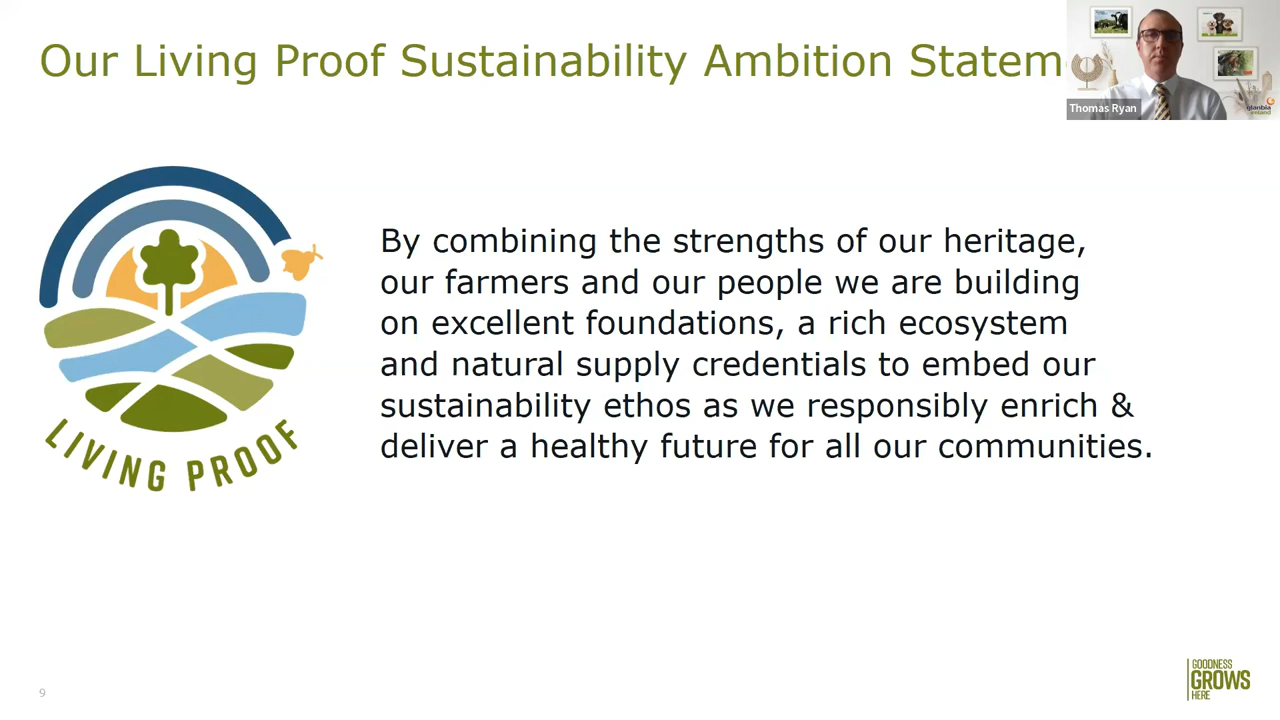 Our Living Proof Sustainability Ambition Statem
Thomas Ryan
glanbia
ireland
By combining the strengths of our heritage,
our farmers and our people we are building
on excellent foundations, a rich ecosystem
and natural supply credentials to embed our
sustainability ethos as we responsibly enrich &
deliver a healthy future for all our communities.
LIVING PROOF
9
GOODNESS
GROWS
HERE